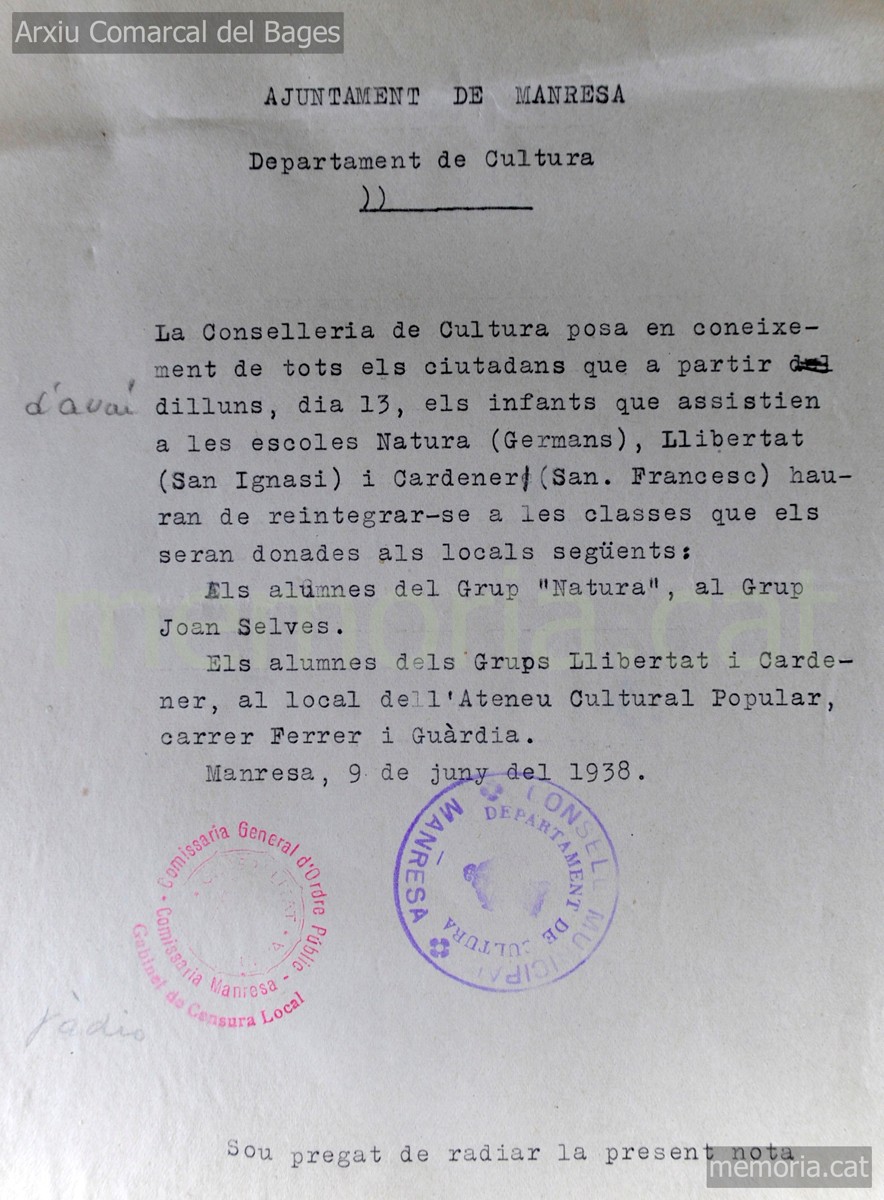 Arxiu Comarcal del Bages
AJUNTAMENT DE MANRESA
Departament de Cultura
))
La Conselleria de Cultura posa en coneixe-
ment de tots els ciutadans que a partir del
d'avui dilluns, dia 13, els infants que assistien
a les escoles Natura (Germans), Llibertat
(San Ignasi) i Cardener (San. Francesc) hau-
ran de reintegrar-se a les classes que els
seran donades als locals següents:
Els alumnes del Grup "Natura", al Grup
Joan Selves.
Els alumnes dels Grups Llibertat i Carde-
ner, al local dell'Ateneu Cultural Popular,
carrer Ferrer i Guàrdia.
Manresa, 9 de juny del 1938.
Comissaria General d'Ordre Públic
Comissaria Manresa
Gabinet de Censura Local
CONSELL MUNICIPAL
MANRESA
DEPARTAMENT DE CULTURA
ràdio
Sou pregat de radiar la present nota
memoria.cat